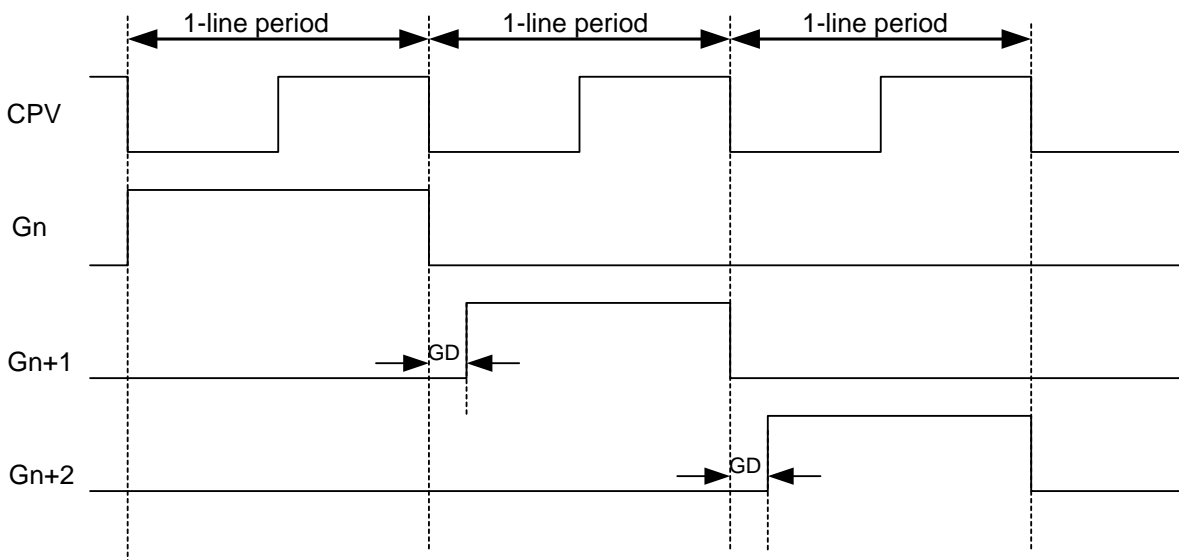 1-line period
1-line period
1-line period
CPV
Gn
Gn+1
GD
Gn+2
GD